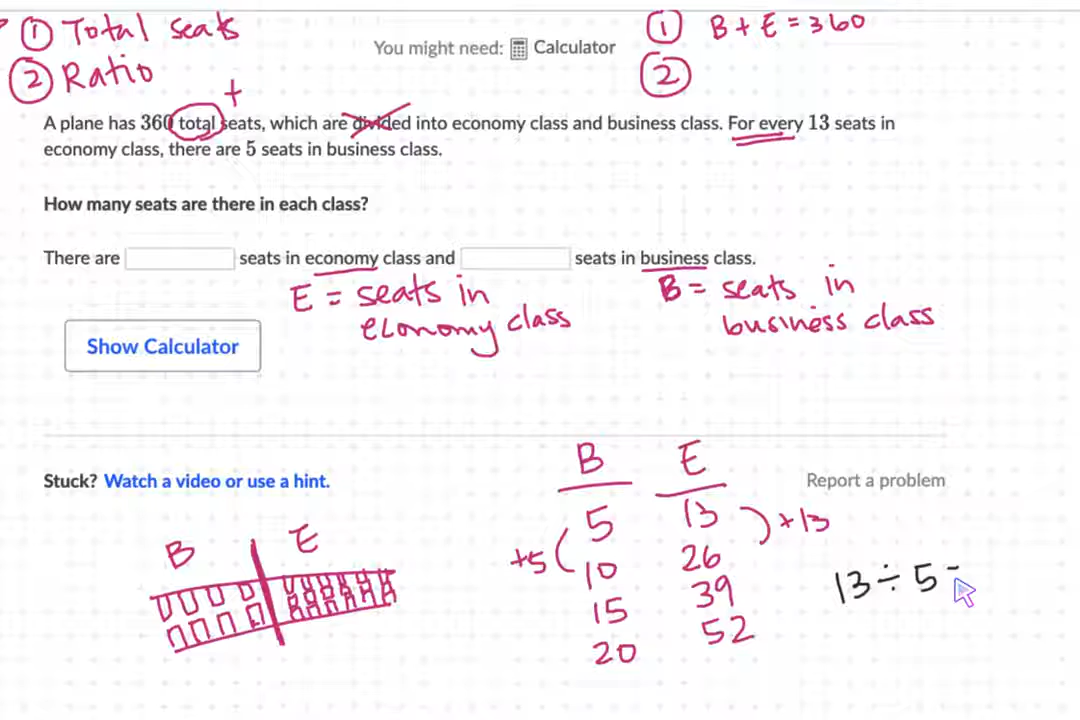 ① Total seats
② Ratio
You might need: Calculator
① B + E = 360
②
+
A plane has 360 total seats, which are divided into economy class and business class. For every 13 seats in
economy class, there are 5 seats in business class.
How many seats are there in each class?
There are seats in economy class and seats in business class.
E = seats in
economy class
B = seats in
business class
Show Calculator
Stuck? Watch a video or use a hint.
Report a problem
B E
B E
5 13
10 26
15 39
20 52
+5
+13
13 ÷ 5 -